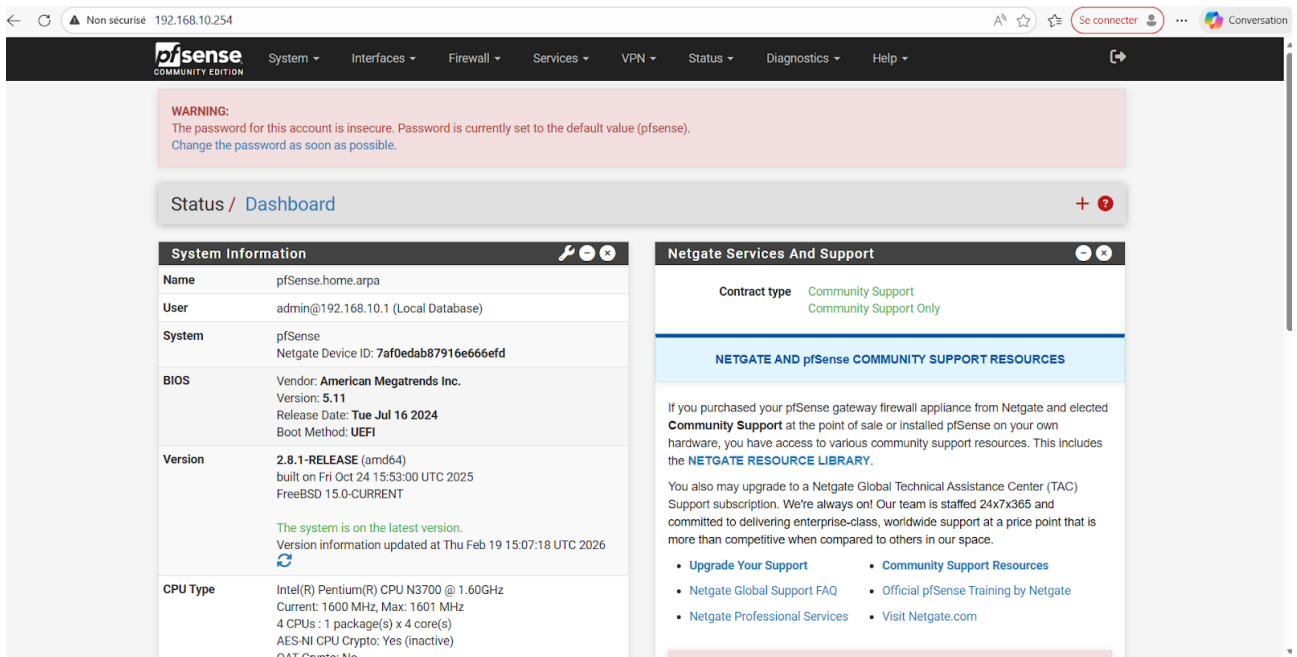 Non sécurisé 192.168.10.254
Se connecter
Conversation
pfsense
COMMUNITY EDITION
System Interfaces Firewall Services VPN Status Diagnostics Help
WARNING:
The password for this account is insecure. Password is currently set to the default value (pfsense).
Change the password as soon as possible.
Status / Dashboard
System Information
Name pfSense.home.arpa
User admin@192.168.10.1 (Local Database)
System pfSense
Netgate Device ID: 7af0edab87916e666efd
BIOS Vendor: American Megatrends Inc.
Version: 5.11
Release Date: Tue Jul 16 2024
Boot Method: UEFI
Version 2.8.1-RELEASE (amd64)
built on Fri Oct 24 15:53:00 UTC 2025
FreeBSD 15.0-CURRENT
The system is on the latest version.
Version information updated at Thu Feb 19 15:07:18 UTC 2026
CPU Type Intel(R) Pentium(R) CPU N3700 @ 1.60GHz
Current: 1600 MHz, Max: 1601 MHz
4 CPUs : 1 package(s) x 4 core(s)
AES-NI CPU Crypto: Yes (inactive)
QAT Crypto: No
Netgate Services And Support
Contract type Community Support
Community Support Only
NETGATE AND pfSense COMMUNITY SUPPORT RESOURCES
If you purchased your pfSense gateway firewall appliance from Netgate and elected
Community Support at the point of sale or installed pfSense on your own
hardware, you have access to various community support resources. This includes
the NETGATE RESOURCE LIBRARY.
You also may upgrade to a Netgate Global Technical Assistance Center (TAC)
Support subscription. We're always on! Our team is staffed 24x7x365 and
committed to delivering enterprise-class, worldwide support at a price point that is
more than competitive when compared to others in our space.
Upgrade Your Support
Netgate Global Support FAQ
Netgate Professional Services
Community Support Resources
Official pfSense Training by Netgate
Visit Netgate.com